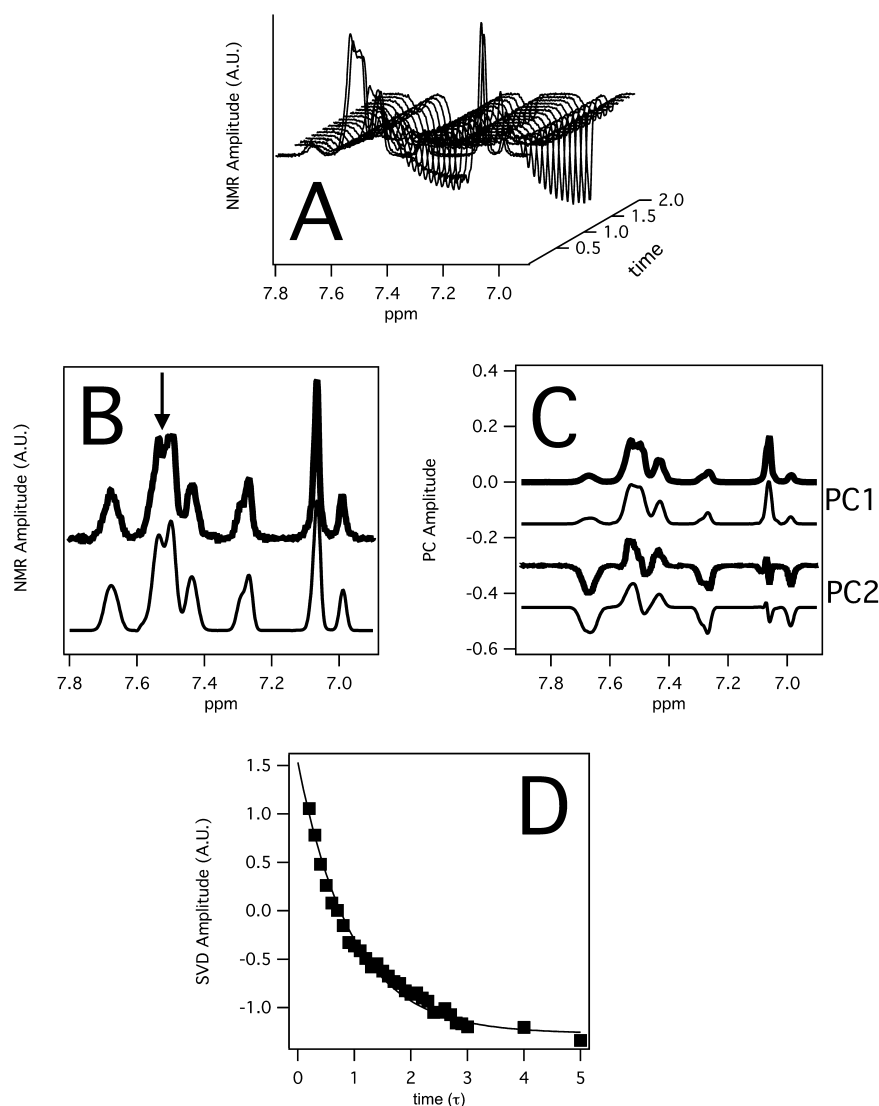 NMR Amplitude (A.U.)
A
2.0
1.5
1.0
0.5
time
7.8 7.6 7.4 7.2 7.0
ppm
NMR Amplitude (A.U.)
B
7.8 7.6 7.4 7.2 7.0
ppm
PC Amplitude
C
0.4
0.2
0.0
-0.2
-0.4
-0.6
PC1
PC2
7.8 7.6 7.4 7.2 7.0
ppm
SVD Amplitude (A.U.)
D
1.5
1.0
0.5
0.0
-0.5
-1.0
0 1 2 3 4 5
time (τ)